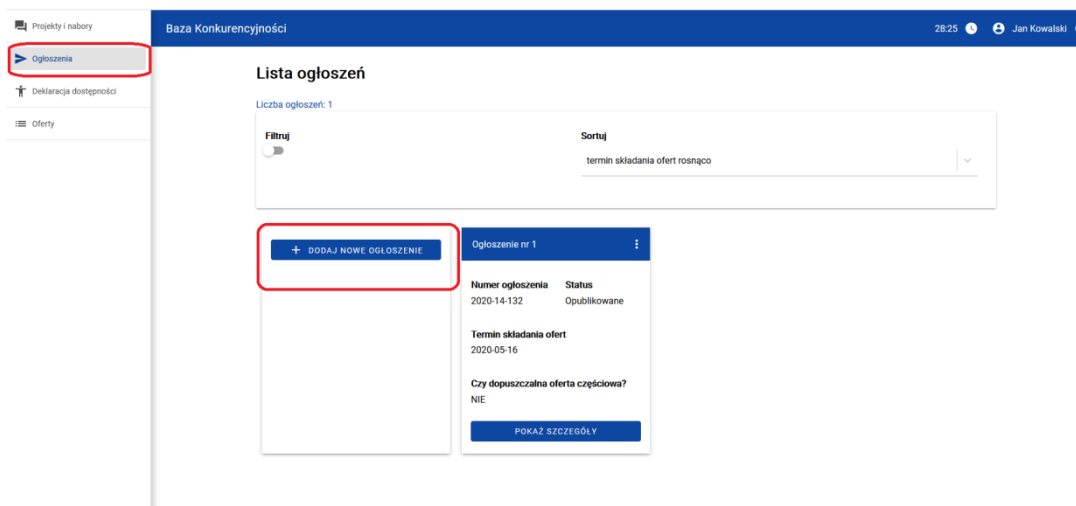 Projekty i nabory
Ogłoszenia
Deklaracja dostępności
Oferty
Baza Konkurencyjności
28:25
Jan Kowalski
Lista ogłoszeń
Liczba ogłoszeń: 1
Filtruj
Sortuj
termin składania ofert rosnąco
+ DODAJ NOWE OGŁOSZENIE
Ogłoszenie nr 1
Numer ogłoszenia Status
2020-14-132 Opublikowane
Termin składania ofert
2020-05-16
Czy dopuszczalna oferta częściowa?
NIE
POKAŻ SZCZEGÓŁY